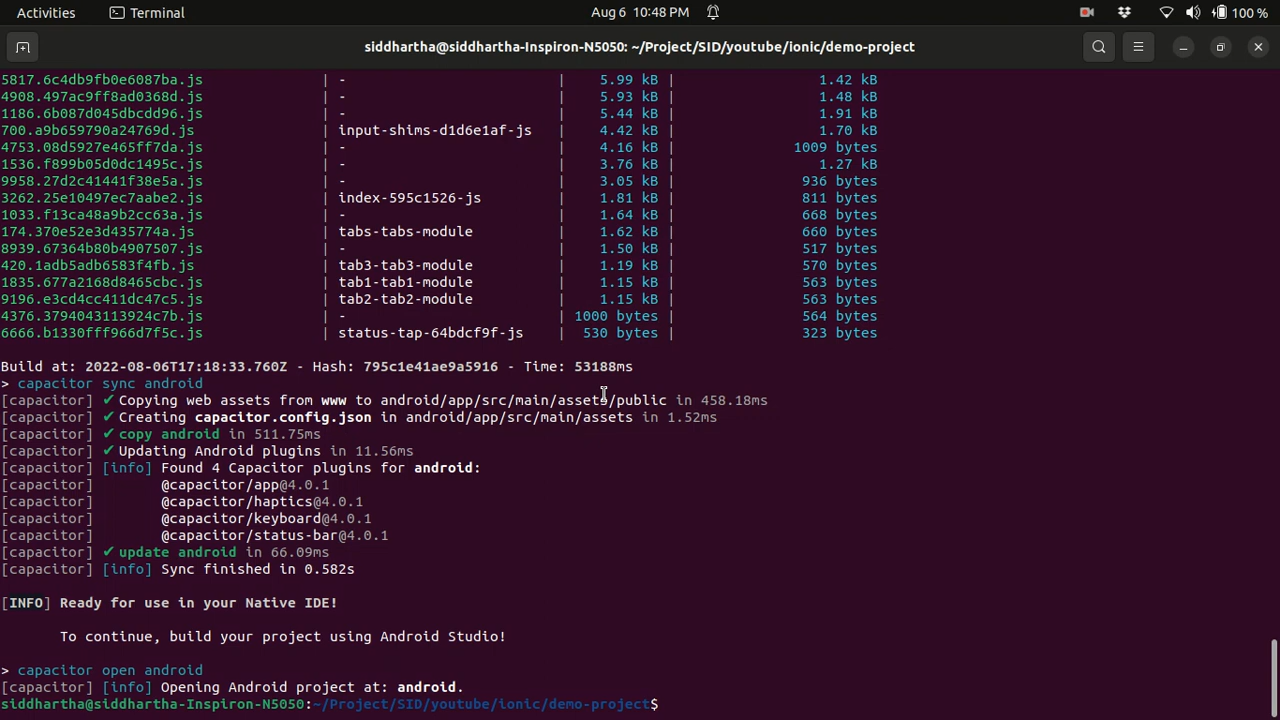 Activities Terminal Aug 6 10:48 PM 100 %
siddhartha@siddhartha-Inspiron-N5050: ~/Project/SID/youtube/ionic/demo-project
5817.6c4db9fb0e6087ba.js | - | 5.99 kB | 1.42 kB
4908.497ac9ff8ad0368d.js | - | 5.93 kB | 1.48 kB
1186.6b087d045dbcdd96.js | - | 5.44 kB | 1.91 kB
700.a9b659790a24769d.js | input-shims-d1d6e1af-js | 4.42 kB | 1.70 kB
4753.08d5927e465ff7da.js | - | 4.16 kB | 1009 bytes
1536.f899b05d0dc1495c.js | - | 3.76 kB | 1.27 kB
9958.27d2c41441f38e5a.js | - | 3.05 kB | 936 bytes
3262.25e10497ec7aabe2.js | index-595c1526-js | 1.81 kB | 811 bytes
1033.f13ca48a9b2cc63a.js | - | 1.64 kB | 668 bytes
174.370e52e3d435774a.js | tabs-tabs-module | 1.62 kB | 660 bytes
8939.67364b80b4907507.js | - | 1.50 kB | 517 bytes
420.1adb5adb6583f4fb.js | tab3-tab3-module | 1.19 kB | 570 bytes
1835.677a2168d8465cbc.js | tab1-tab1-module | 1.15 kB | 563 bytes
9196.e3cd4cc411dc47c5.js | tab2-tab2-module | 1.15 kB | 563 bytes
4376.3794043113924c7b.js | - | 1000 bytes | 564 bytes
6666.b1330fff966d7f5c.js | status-tap-64bdcf9f-js | 530 bytes | 323 bytes
Build at: 2022-08-06T17:18:33.760Z - Hash: 795c1e41ae9a5916 - Time: 53188ms
> capacitor sync android
[capacitor] ✔ Copying web assets from www to android/app/src/main/assets/public in 458.18ms
[capacitor] ✔ Creating capacitor.config.json in android/app/src/main/assets in 1.52ms
[capacitor] ✔ copy android in 511.75ms
[capacitor] ✔ Updating Android plugins in 11.56ms
[capacitor] [info] Found 4 Capacitor plugins for android:
[capacitor] @capacitor/app@4.0.1
[capacitor] @capacitor/haptics@4.0.1
[capacitor] @capacitor/keyboard@4.0.1
[capacitor] @capacitor/status-bar@4.0.1
[capacitor] ✔ update android in 66.09ms
[capacitor] [info] Sync finished in 0.582s
[INFO] Ready for use in your Native IDE!
To continue, build your project using Android Studio!
> capacitor open android
[capacitor] [info] Opening Android project at: android.
siddhartha@siddhartha-Inspiron-N5050:~/Project/SID/youtube/ionic/demo-project$